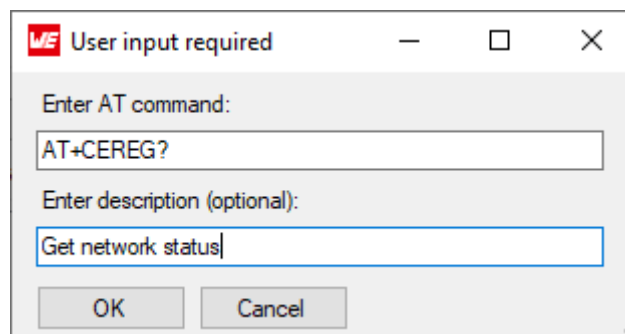 WE User input required
Enter AT command:
AT+CEREG?
Enter description (optional):
Get network status
OK Cancel